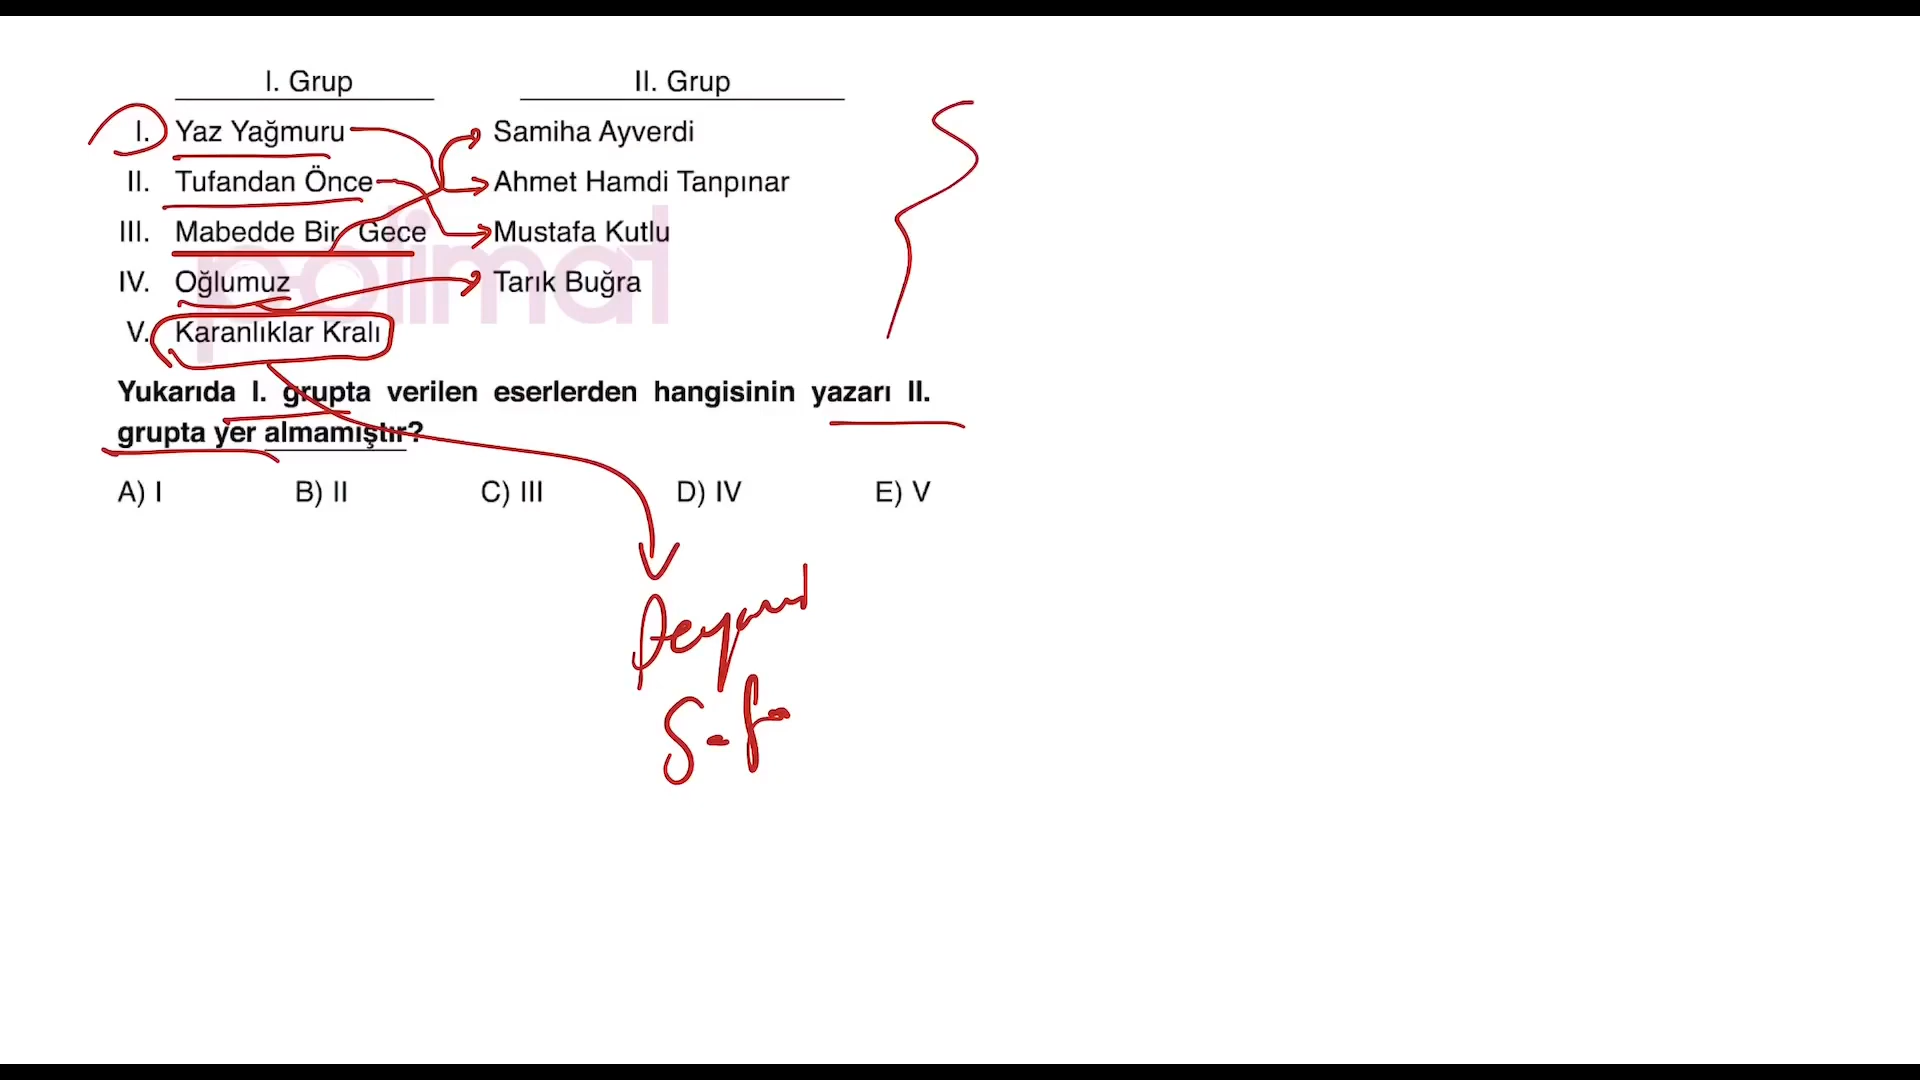 I. Grup II. Grup
I. Yaz Yağmuru Samiha Ayverdi
II. Tufandan Önce Ahmet Hamdi Tanpınar
III. Mabedde Bir Gece Mustafa Kutlu
IV. Oğlumuz Tarık Buğra
V. Karanlıklar Kralı
polimat
Yukarıda I. grupta verilen eserlerden hangisinin yazarı II.
grupta yer almamıştır?
A) I B) II C) III D) IV E) V